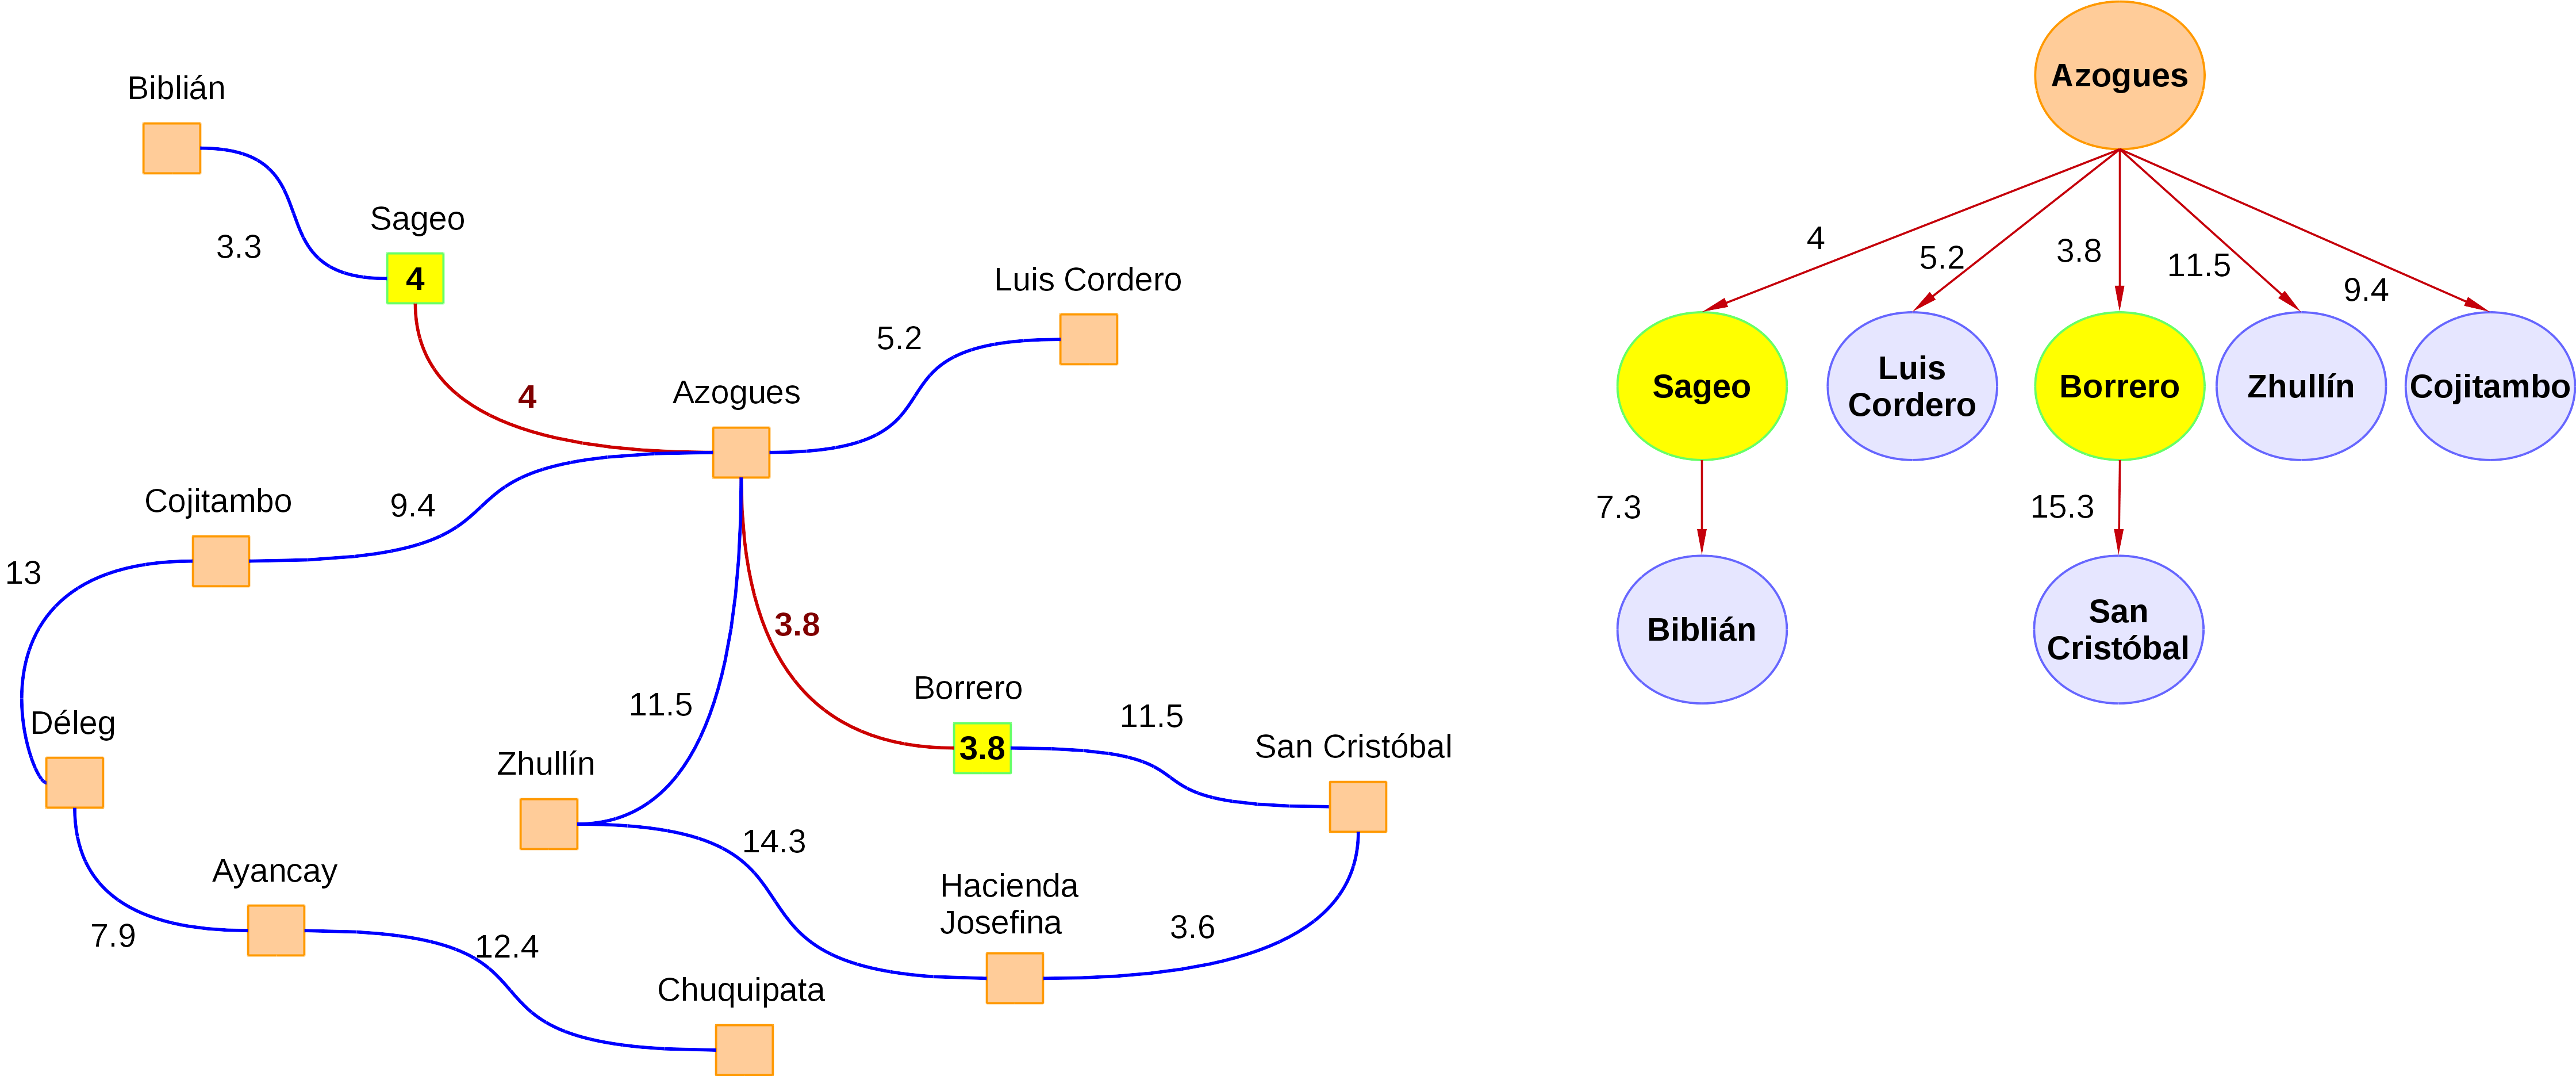 Biblián
3.3
Sageo
4
4
Luis Cordero
5.2
Azogues
Cojitambo
9.4
13
3.8
11.5
Borrero
3.8
11.5
San Cristóbal
Déleg
Zhullín
14.3
Hacienda
Josefina
3.6
Ayancay
7.9
12.4
Chuquipata
Azogues
4
5.2
3.8
11.5
9.4
Sageo
Luis
Cordero
Borrero
Zhullín
Cojitambo
7.3
15.3
Biblián
San
Cristóbal